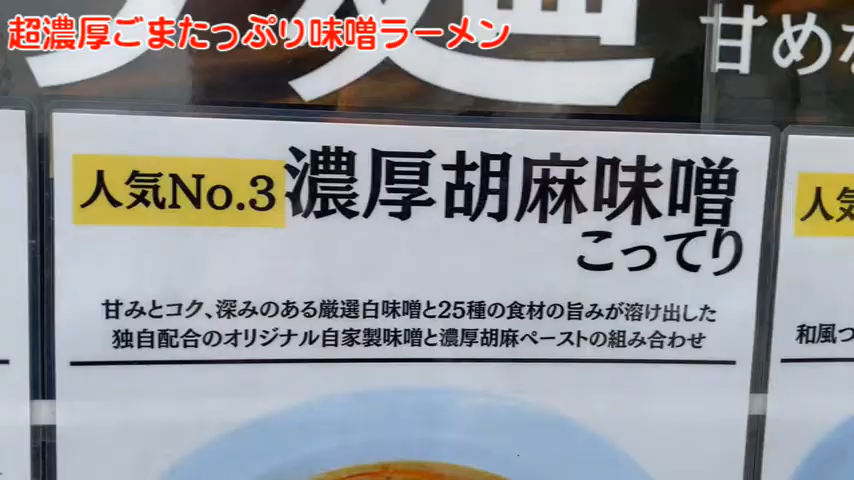 超濃厚ごまたっぷり味噌ラーメン
甘め
人気No.3
濃厚胡麻味噌
こってり
甘みとコク、深みのある厳選白味噌と25種の食材の旨みが溶け出した
独自配合のオリジナル自家製味噌と濃厚胡麻ペーストの組み合わせ
人気
和風